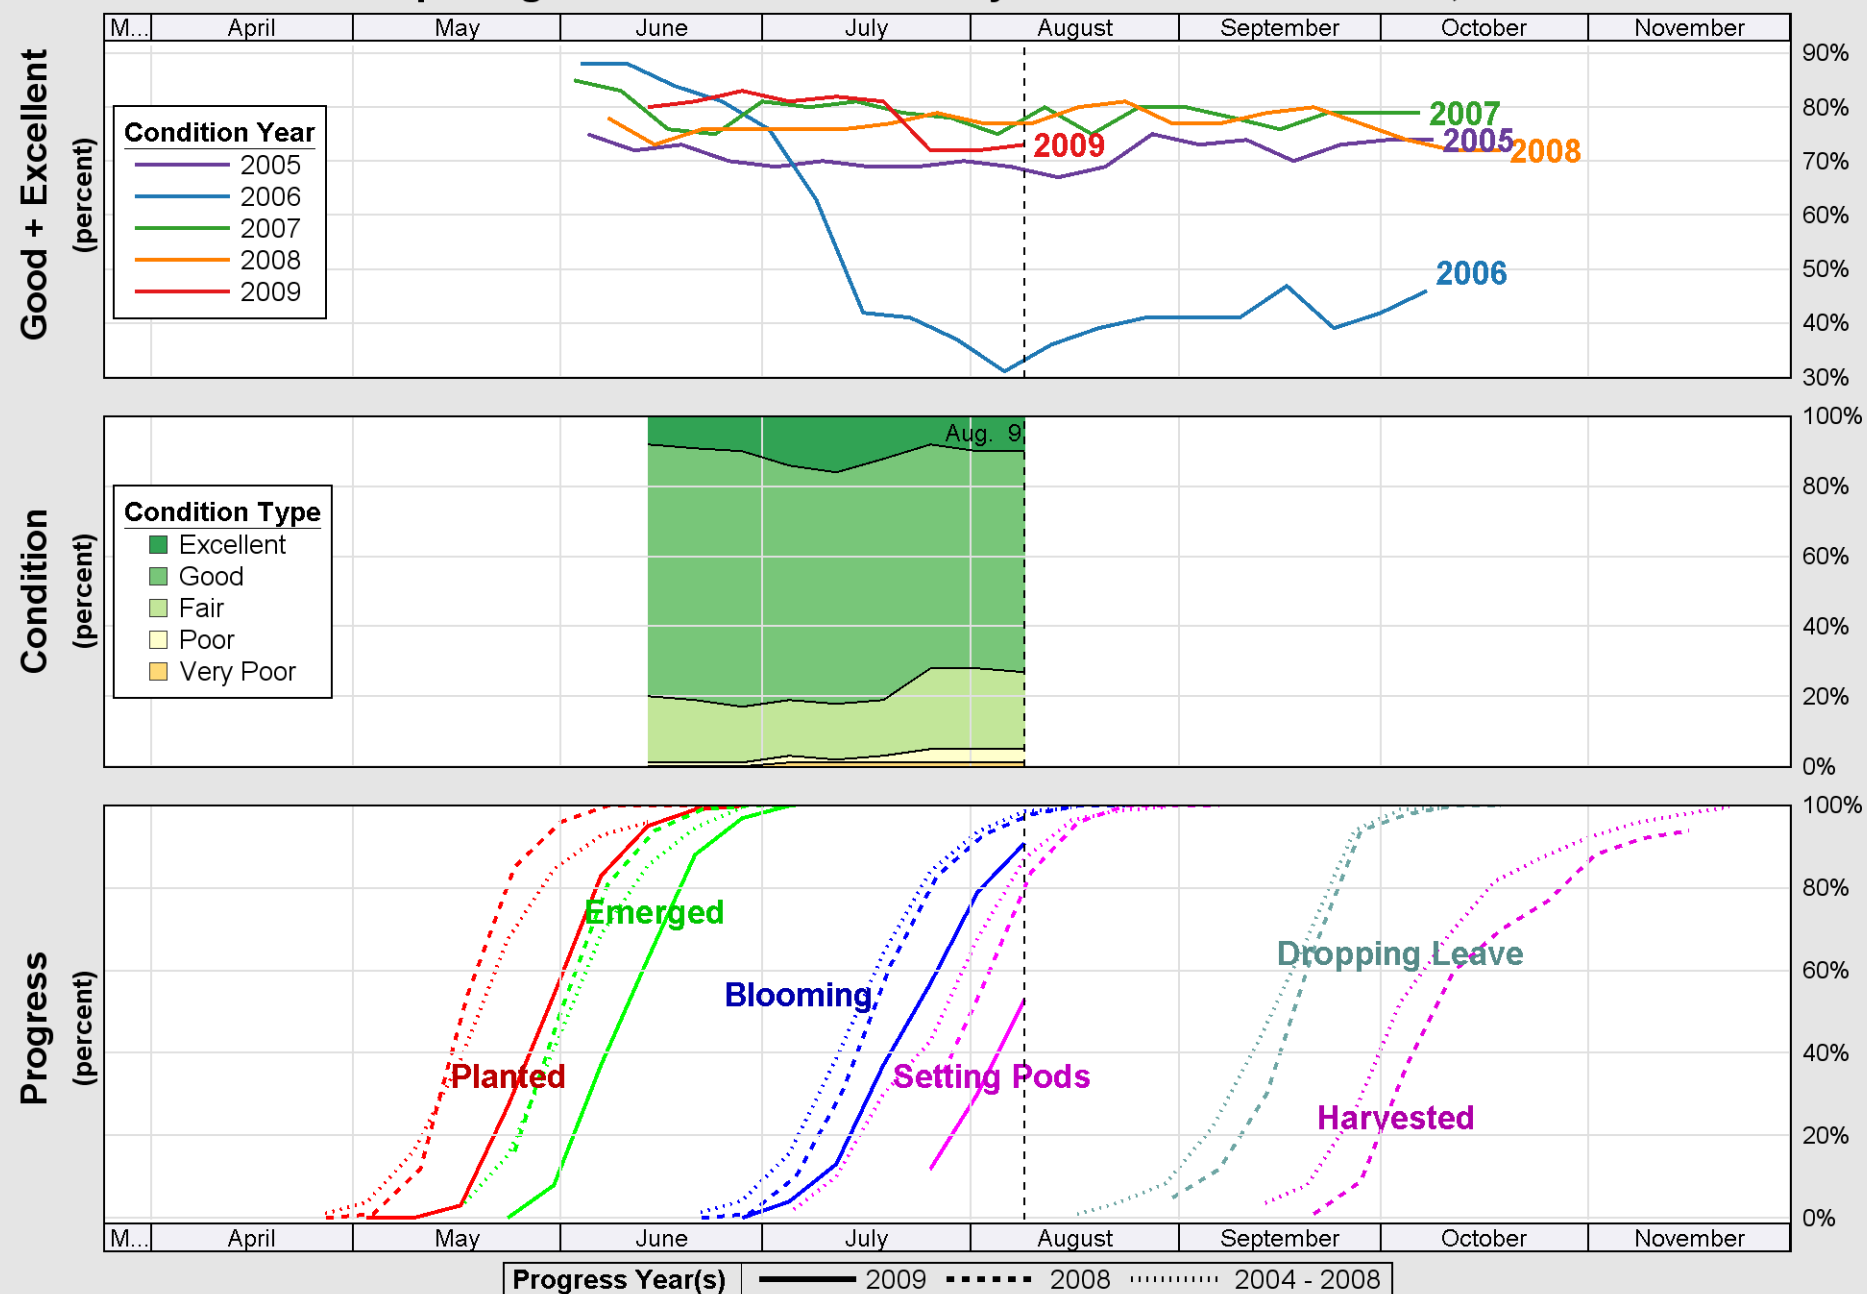 M... April May June July August September October November
Good + Excellent
(percent)
90%
80%
70%
60%
50%
40%
30%
Condition Year
2005
2006
2007
2008
2009
2009
2007
2005
2008
2006
Condition
(percent)
100%
80%
60%
40%
20%
0%
Aug. 9
Condition Type
Excellent
Good
Fair
Poor
Very Poor
Progress
(percent)
100%
80%
60%
40%
20%
0%
Emerged
Dropping Leave
Blooming
Planted
Setting Pods
Harvested
M... April May June July August September October November
Progress Year(s) 2009 2008 2004 - 2008